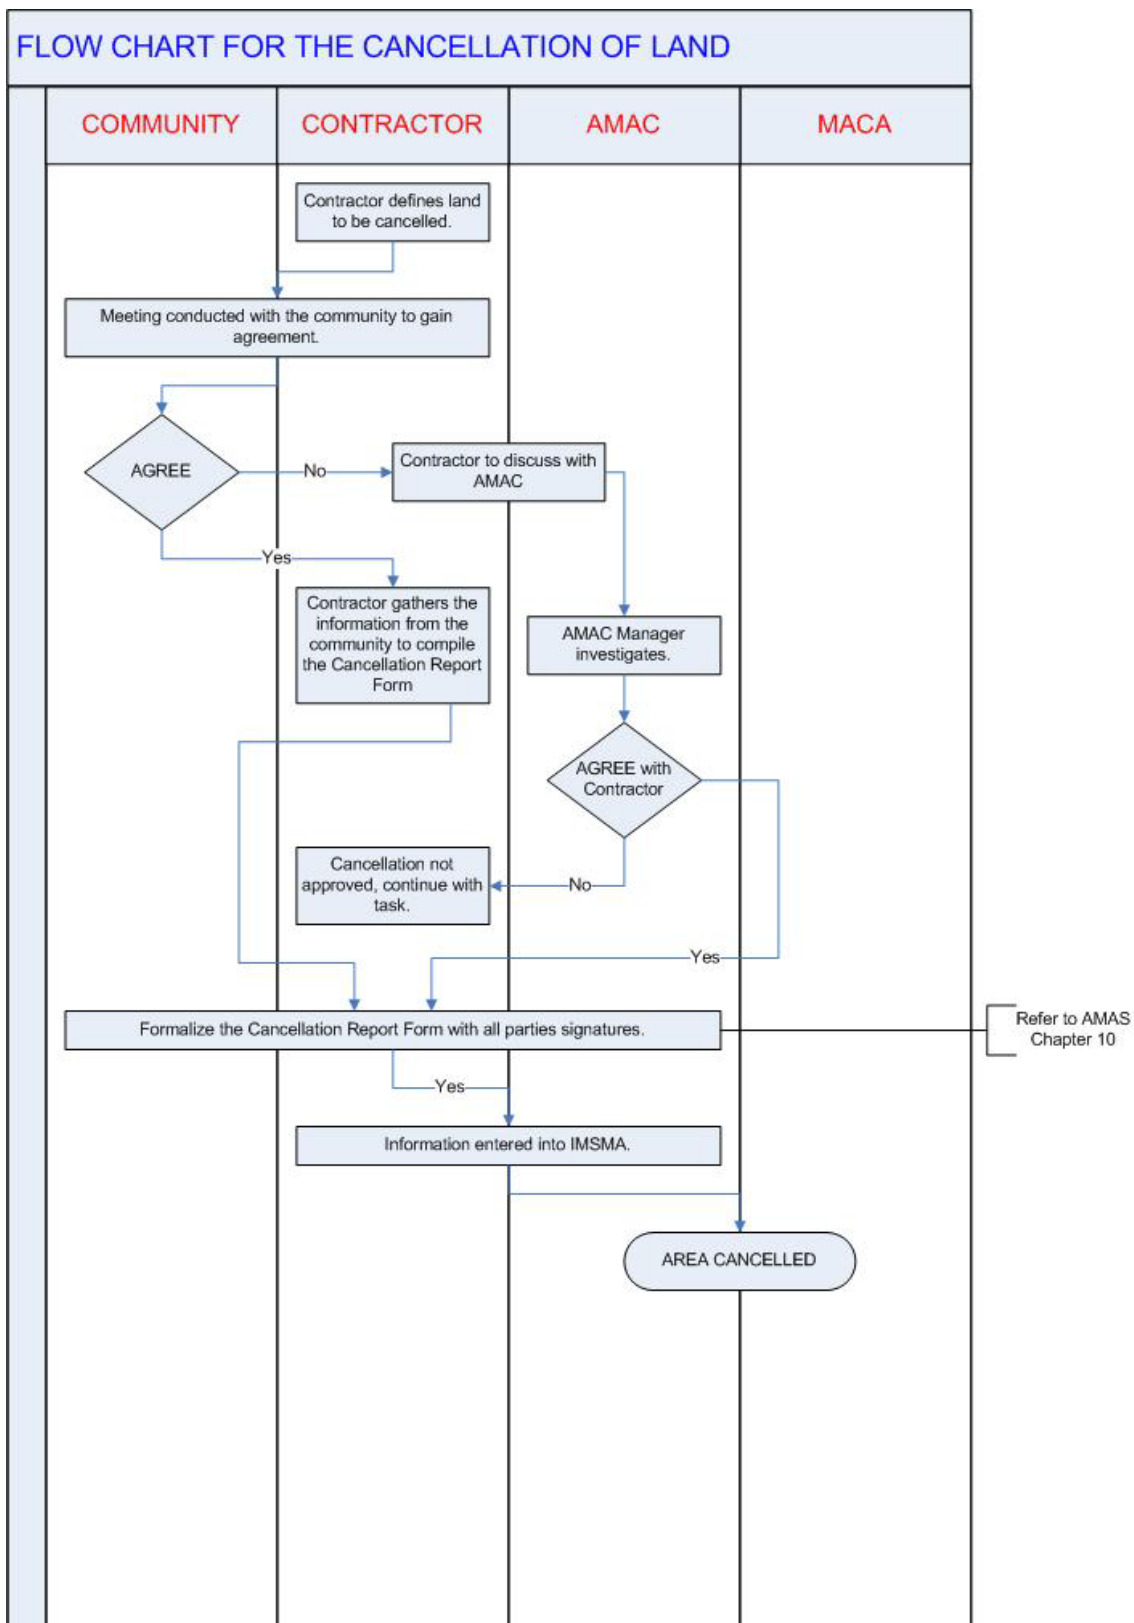 FLOW CHART FOR THE CANCELLATION OF LAND
COMMUNITY
CONTRACTOR
AMAC
MACA
Contractor defines land
to be cancelled.
Meeting conducted with the community to gain
agreement.
AGREE
No
Contractor to discuss with
AMAC
Yes
Contractor gathers the
information from the
community to compile
the Cancellation Report
Form
AMAC Manager
investigates.
AGREE with
Contractor
Cancellation not
approved, continue with
task.
No
Yes
Formalize the Cancellation Report Form with all parties signatures.
Refer to AMAS
Chapter 10
Yes
Information entered into IMSMA.
AREA CANCELLED